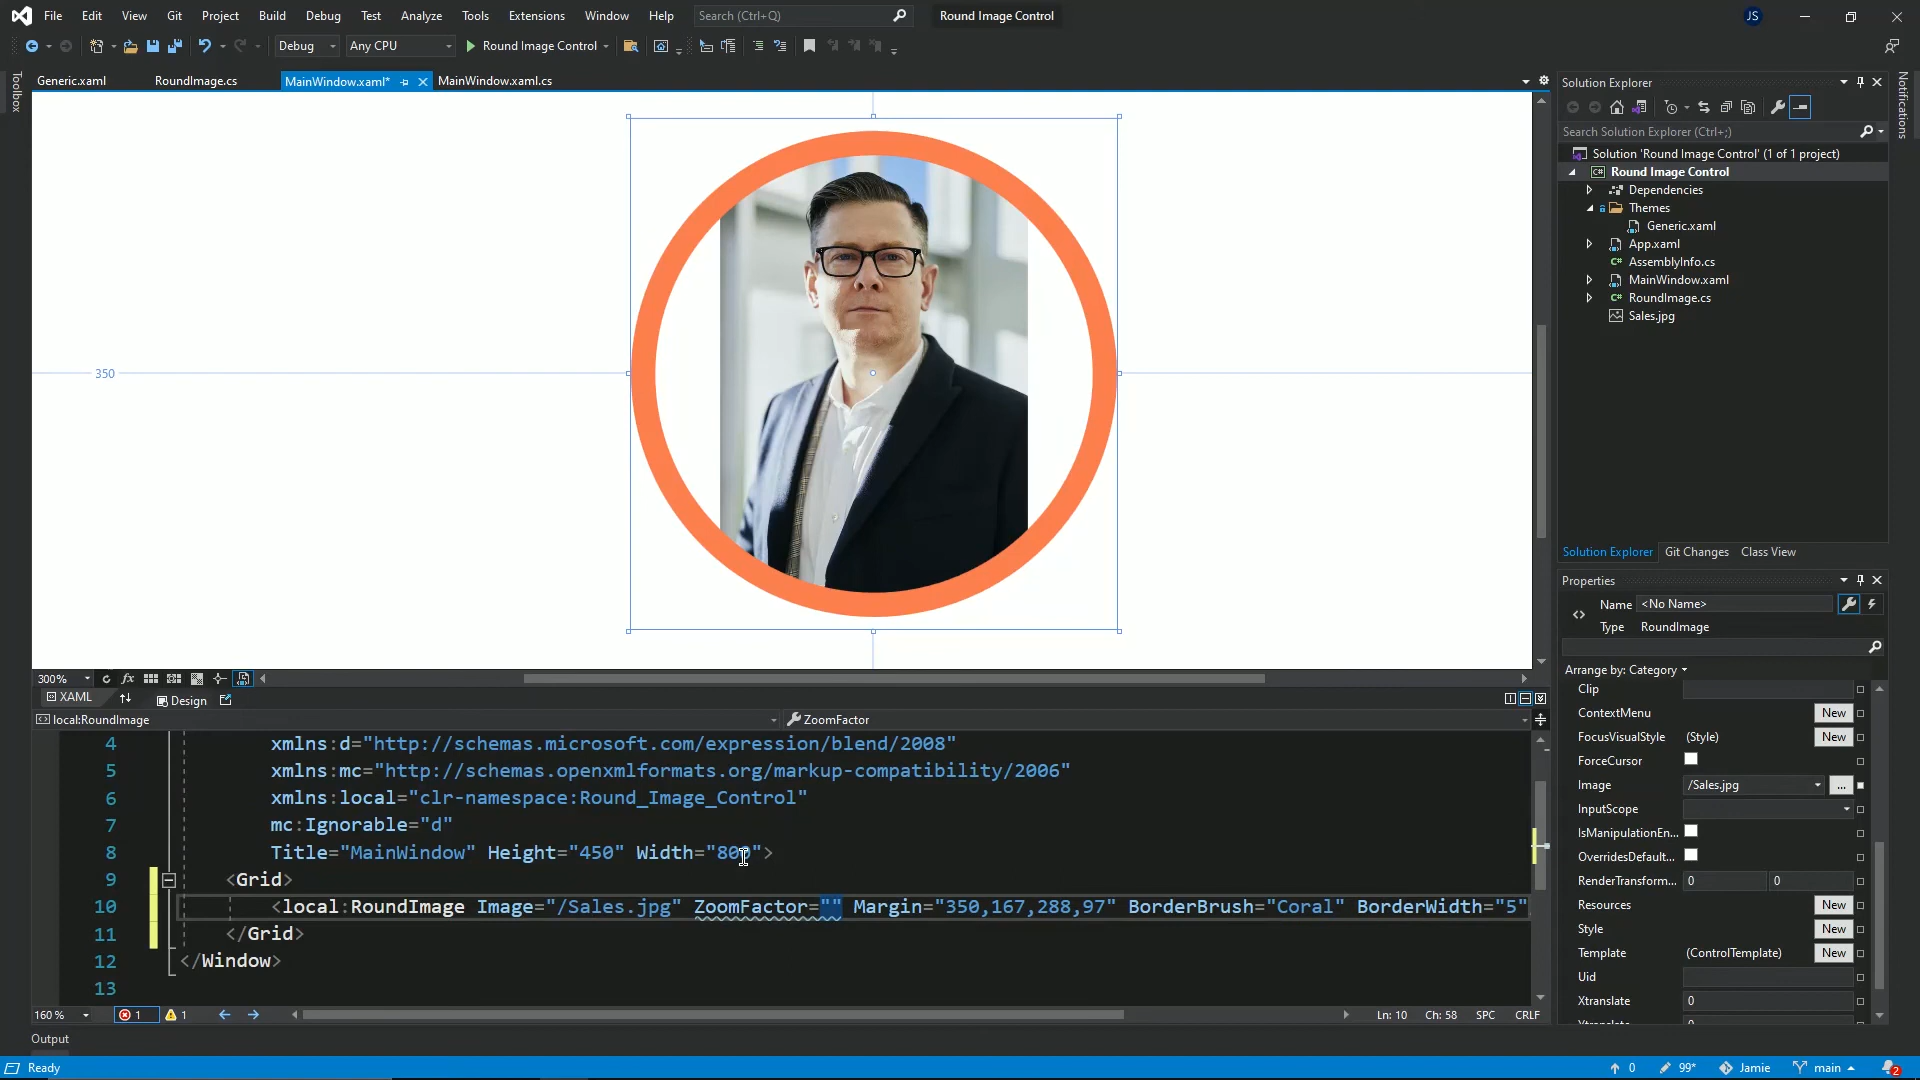 File Edit View Git Project Build Debug Test Analyze Tools Extensions Window Help Search (Ctrl+Q) Round Image Control JS
Debug Any CPU Round Image Control
Toolbox
Generic.xaml RoundImage.cs MainWindow.xaml* MainWindow.xaml.cs
350
300%
XAML Design
local:RoundImage ZoomFactor
4 xmlns:d="http://schemas.microsoft.com/expression/blend/2008"
5 xmlns:mc="http://schemas.openxmlformats.org/markup-compatibility/2006"
6 xmlns:local="clr-namespace:Round_Image_Control"
7 mc:Ignorable="d"
8 Title="MainWindow" Height="450" Width="800">
9 <Grid>
10 <local:RoundImage Image="/Sales.jpg" ZoomFactor="" Margin="350,167,288,97" BorderBrush="Coral" BorderWidth="5"
11 </Grid>
12 </Window>
13
160 % 1 1 Ln: 10 Ch: 58 SPC CRLF
Output
Ready 0 99* Jamie main 2
Solution Explorer
Search Solution Explorer (Ctrl+;)
Solution 'Round Image Control' (1 of 1 project)
Round Image Control
Dependencies
Themes
Generic.xaml
App.xaml
AssemblyInfo.cs
MainWindow.xaml
RoundImage.cs
Sales.jpg
Solution Explorer Git Changes Class View
Properties
Name <No Name>
Type RoundImage
Arrange by: Category
Clip
ContextMenu New
FocusVisualStyle (Style) New
ForceCursor
Image /Sales.jpg ...
InputScope
IsManipulationEn...
OverridesDefault...
RenderTransform... 0 0
Resources New
Style New
Template (ControlTemplate) New
Uid
Xtranslate 0
Notifications